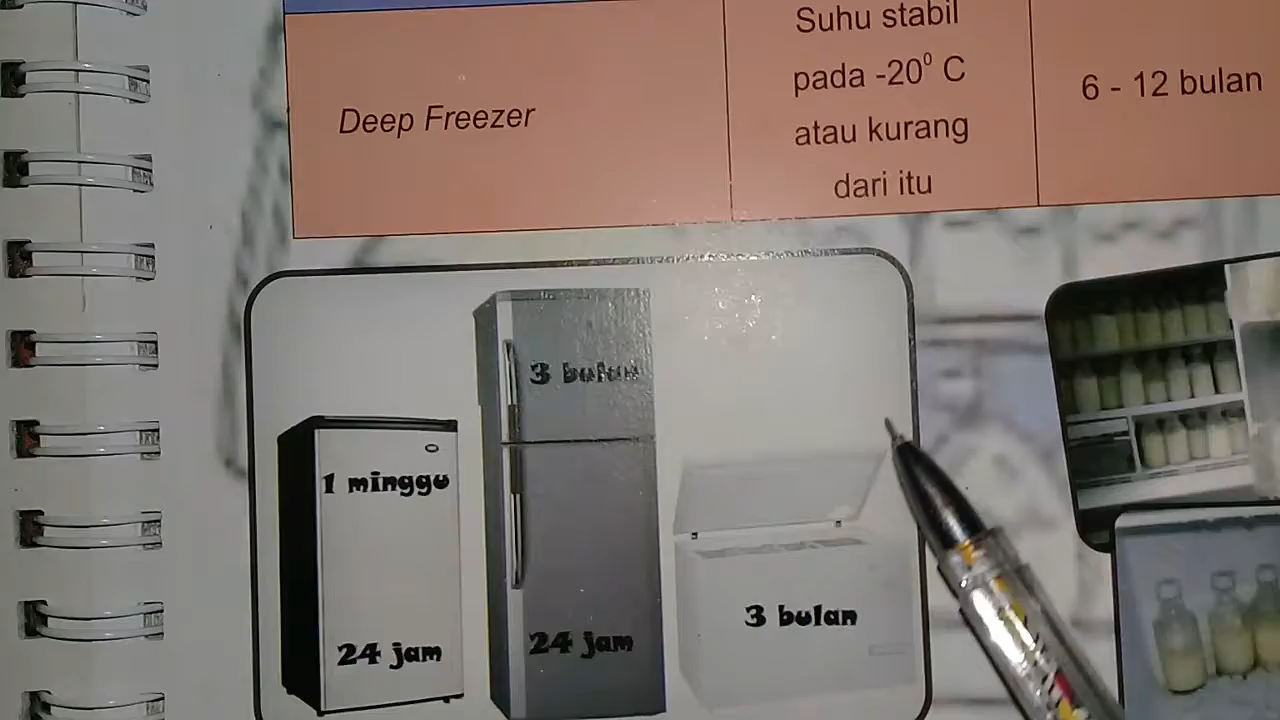 Deep Freezer
Suhu stabil
pada -20⁰ C
atau kurang
dari itu
6 - 12 bulan
3 bulan
1 minggu
24 jam
24 jam
3 bulan